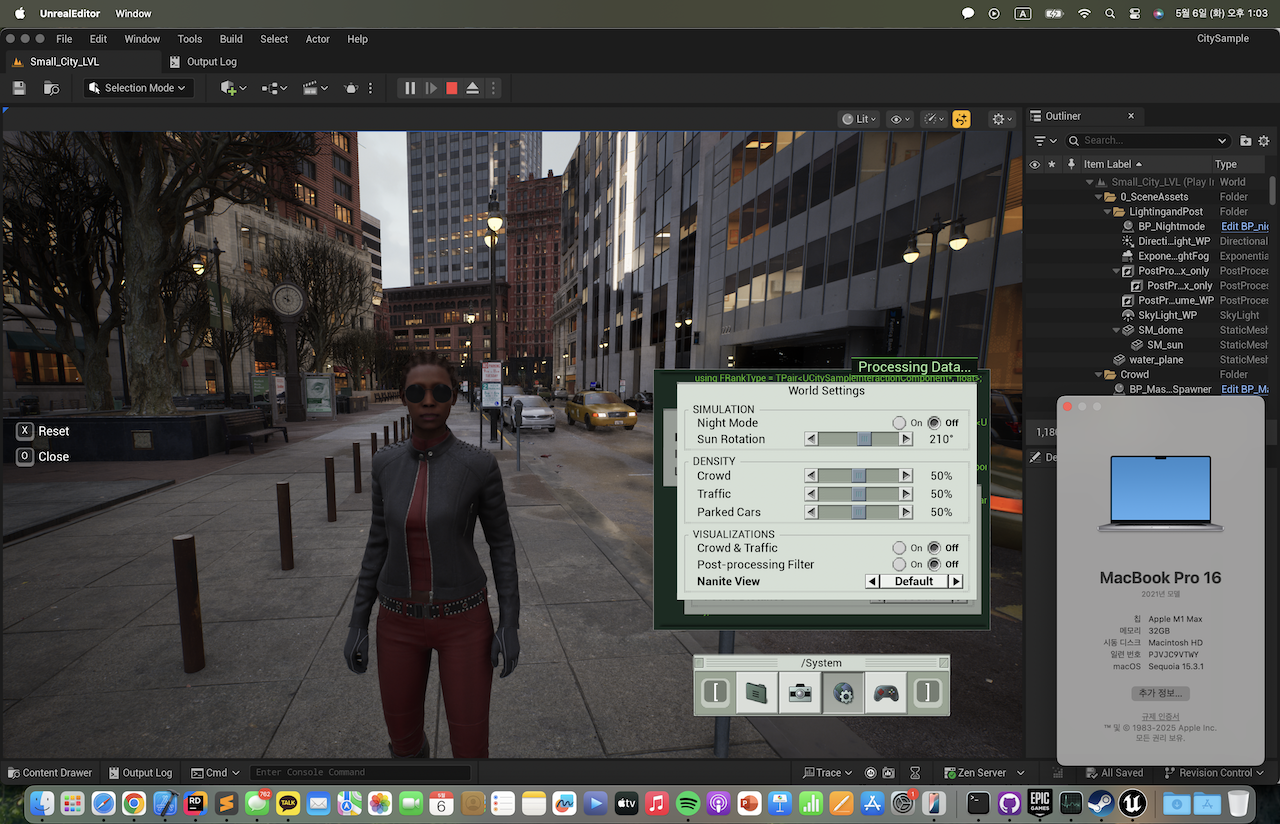 UnrealEditor Window
A
5월 6일 (화) 오후 1:03
File Edit Window Tools Build Select Actor Help
CitySample
Small_City_LVL
Output Log
Selection Mode
Lit
Outliner
Search...
Item Label Type
Small_City_LVL (Play In World
0_SceneAssets Folder
LightingandPost Folder
BP_Nightmode Edit BP_nic
Directi...ight_WP Directional
Expone...ghtFog Exponentia
PostPro...x_only PostProces
PostPr...x_only PostProces
PostPr...ume_WP PostProces
SkyLight_WP SkyLight
SM_dome StaticMesh
SM_sun StaticMesh
water_plane StaticMesh
Crowd Folder
BP_Mas...Spawner Edit BP_Ma
1,180
De
X Reset
O Close
Processing Data...
using FRankType = TPair<UCitySampleInteractionComponent*, float>;
World Settings
SIMULATION
Night Mode On Off
Sun Rotation 210°
DENSITY
Crowd 50%
Traffic 50%
Parked Cars 50%
VISUALIZATIONS
Crowd & Traffic On Off
Post-processing Filter On Off
Nanite View Default
/System
[ ]
MacBook Pro 16
2021년 모델
칩 Apple M1 Max
메모리 32GB
시동 디스크 Macintosh HD
일련 번호 PJVJC9VTWY
macOS Sequoia 15.3.1
추가 정보...
규제 인증서
™ 및 © 1983-2025 Apple Inc.
모든 권리 보유.
Content Drawer Output Log Cmd Enter Console Command Trace Zen Server All Saved Revision Control
RD
762
TALK
6
tv
1
EPIC GAMES